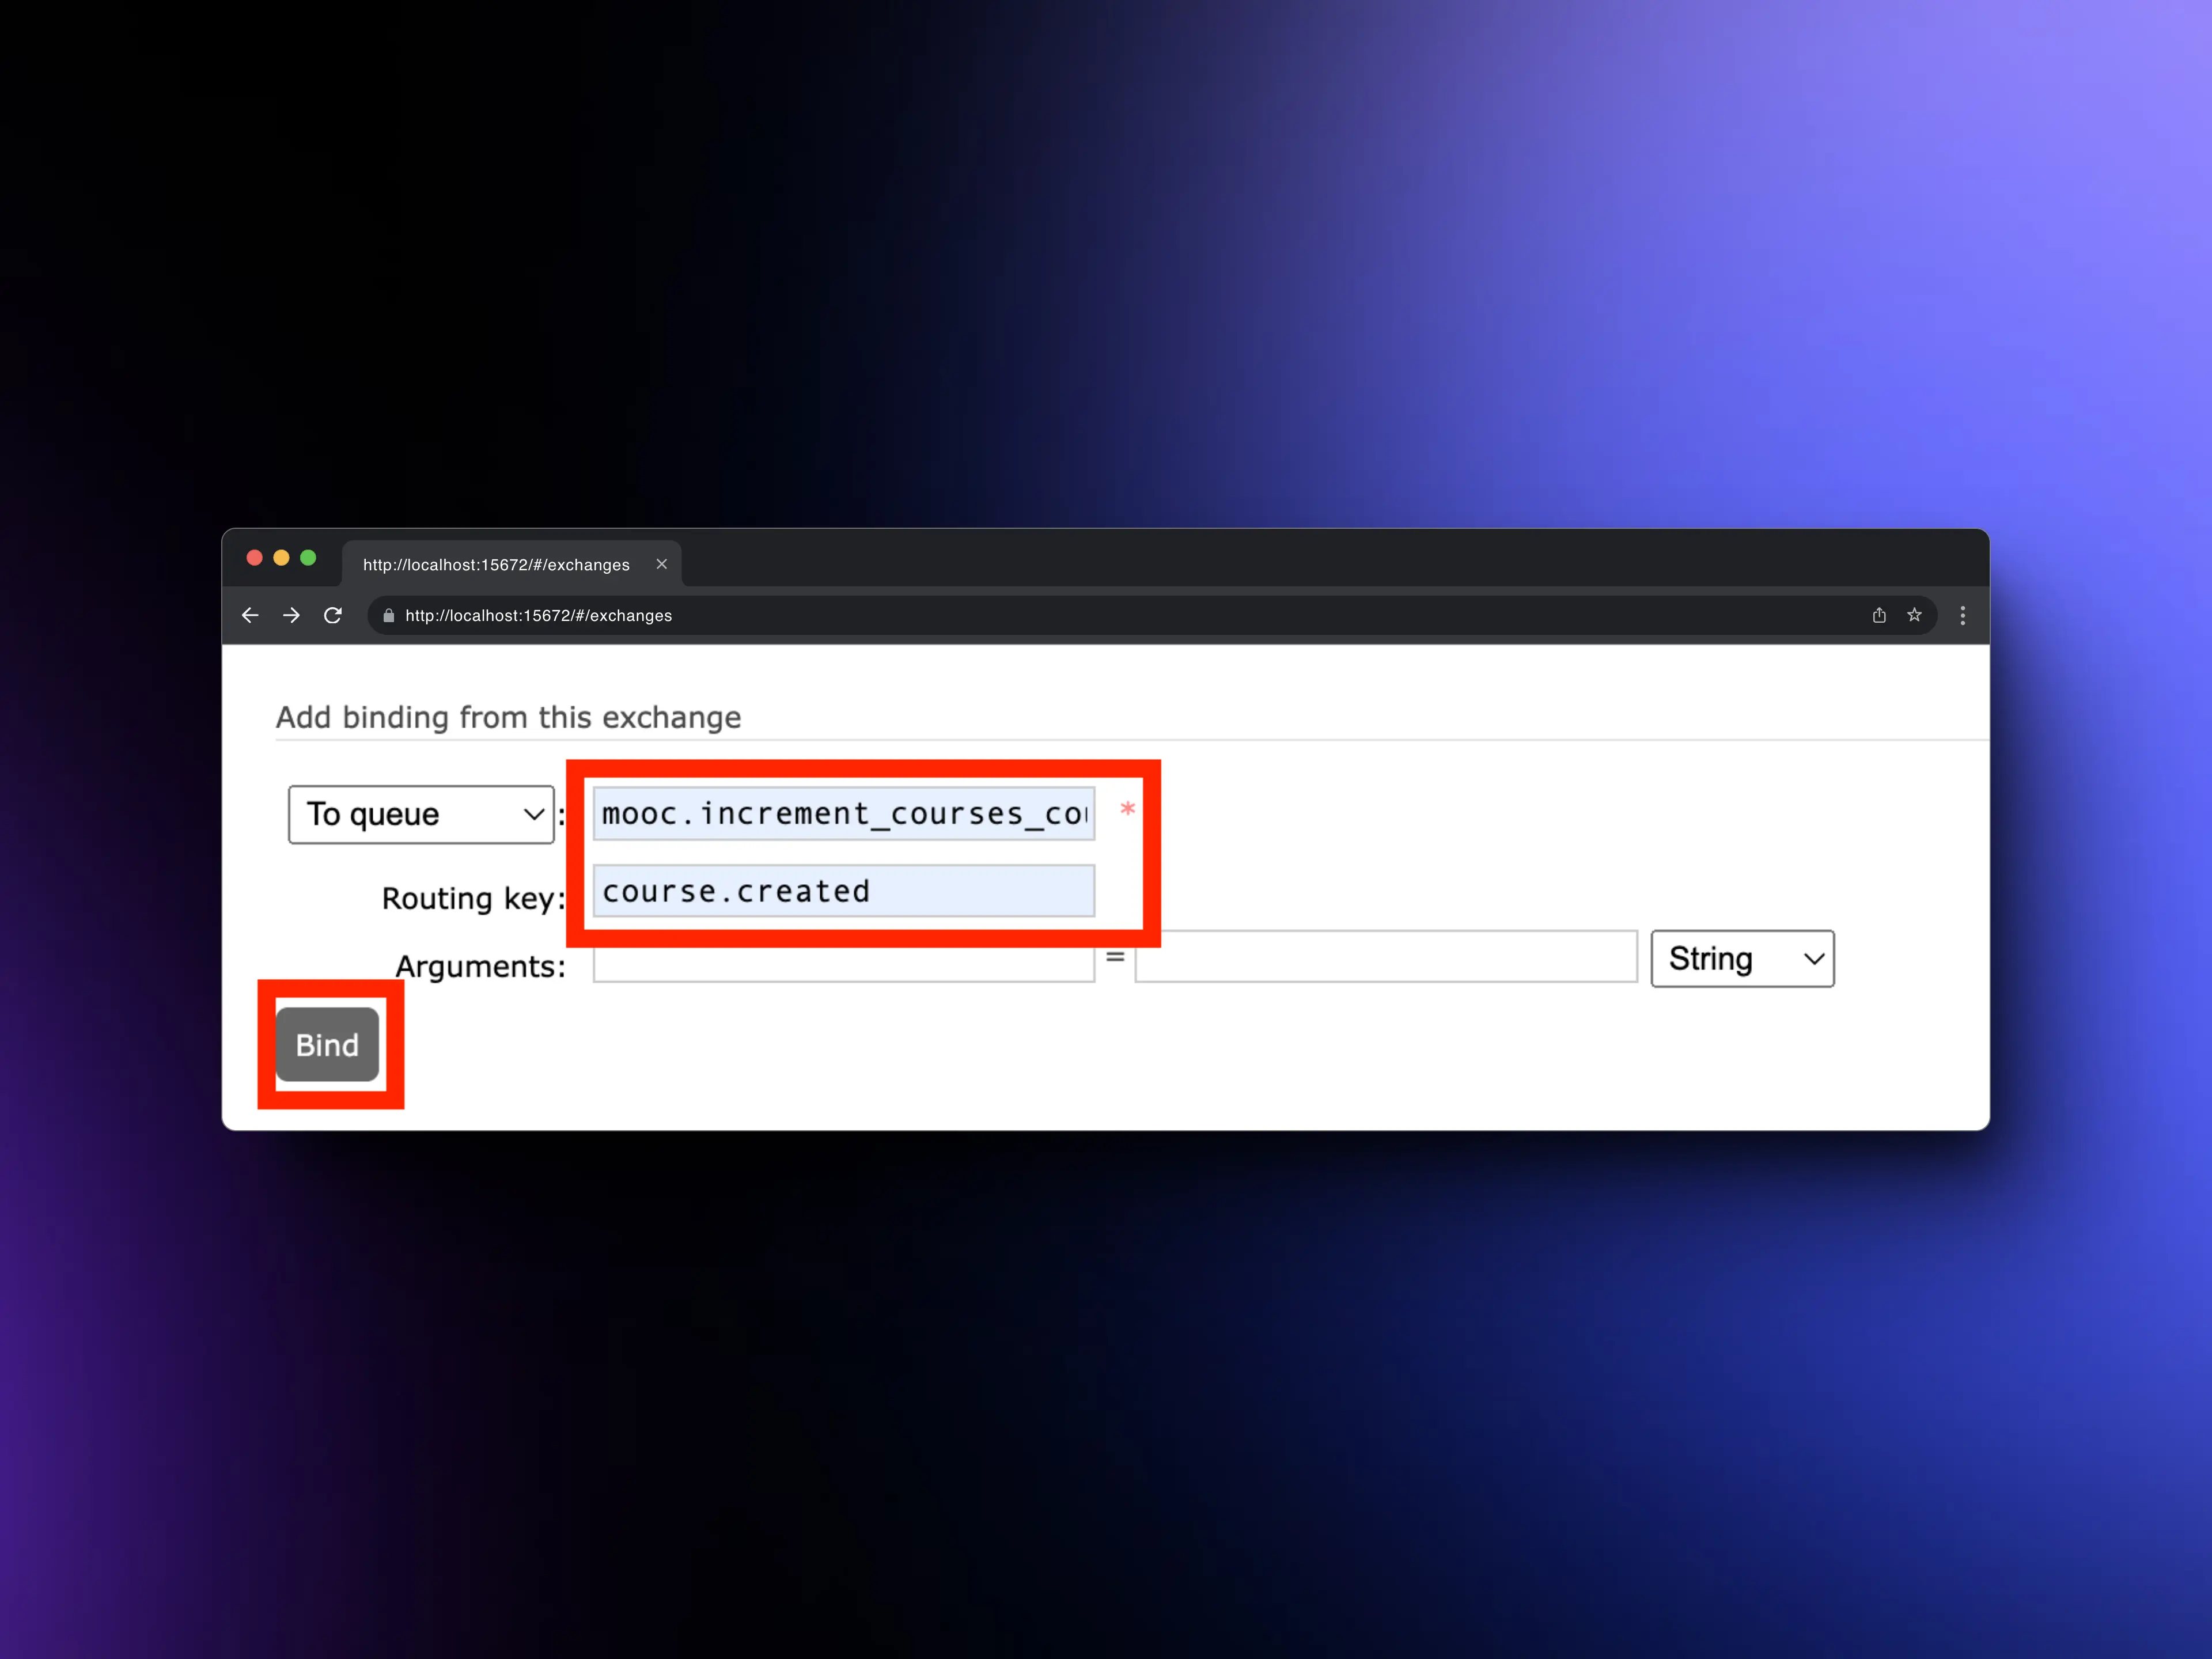 http://localhost:15672/#/exchanges
http://localhost:15672/#/exchanges
Add binding from this exchange
To queue : mooc.increment_courses_co *
Routing key: course.created
Arguments: = String
Bind